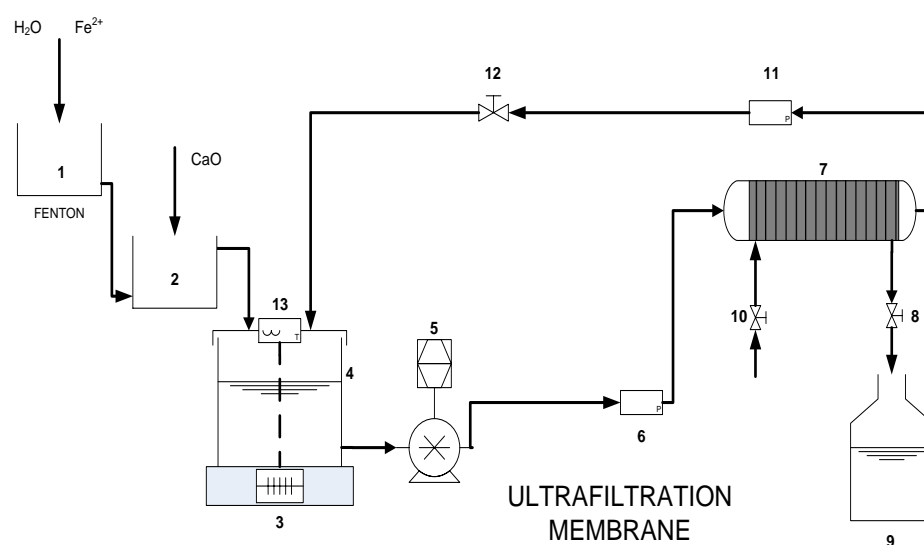 H₂O Fe²⁺
12
11
CaO
1
7
FENTON
2
13
10
8
5
4
P
T
P
6
3
ULTRAFILTRATION
MEMBRANE
9